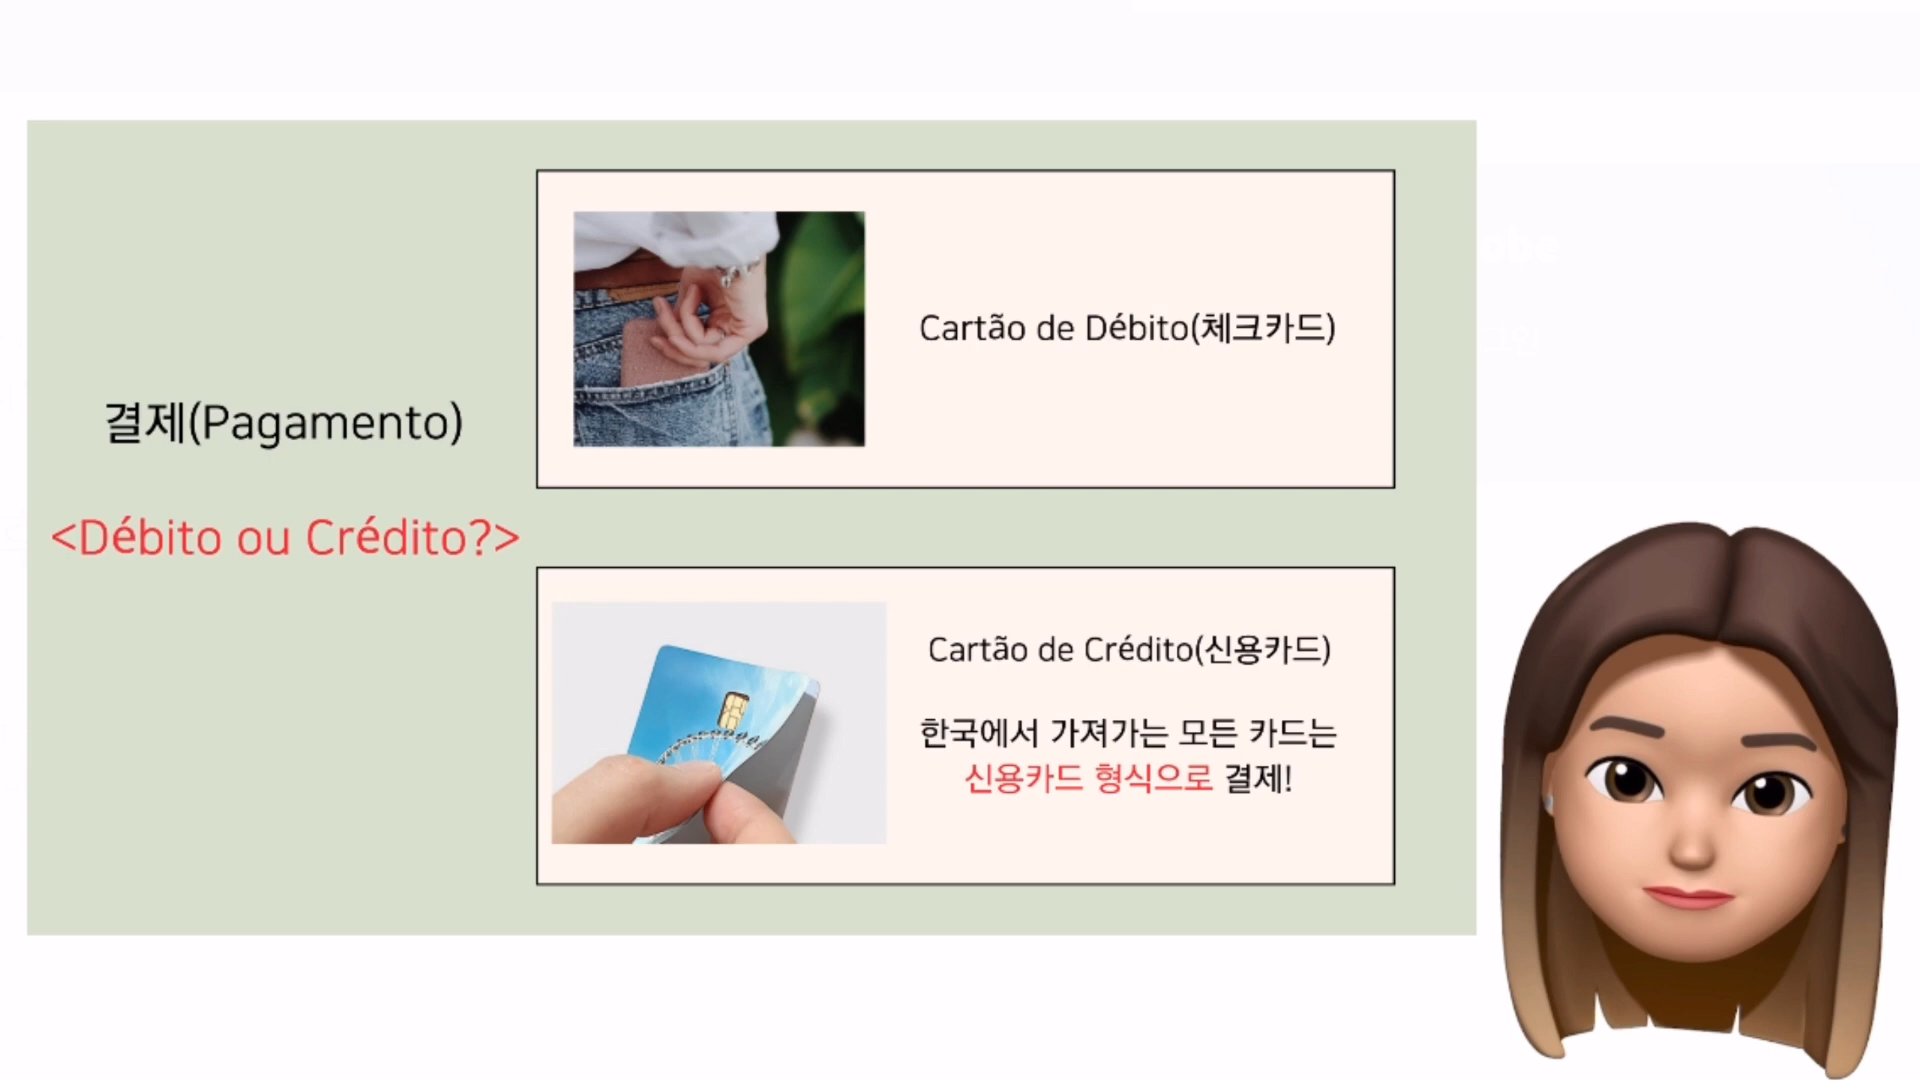 결제(Pagamento)
<Débito ou Crédito?>
Cartão de Débito(체크카드)
Cartão de Crédito(신용카드)
한국에서 가져가는 모든 카드는
신용카드 형식으로 결제!